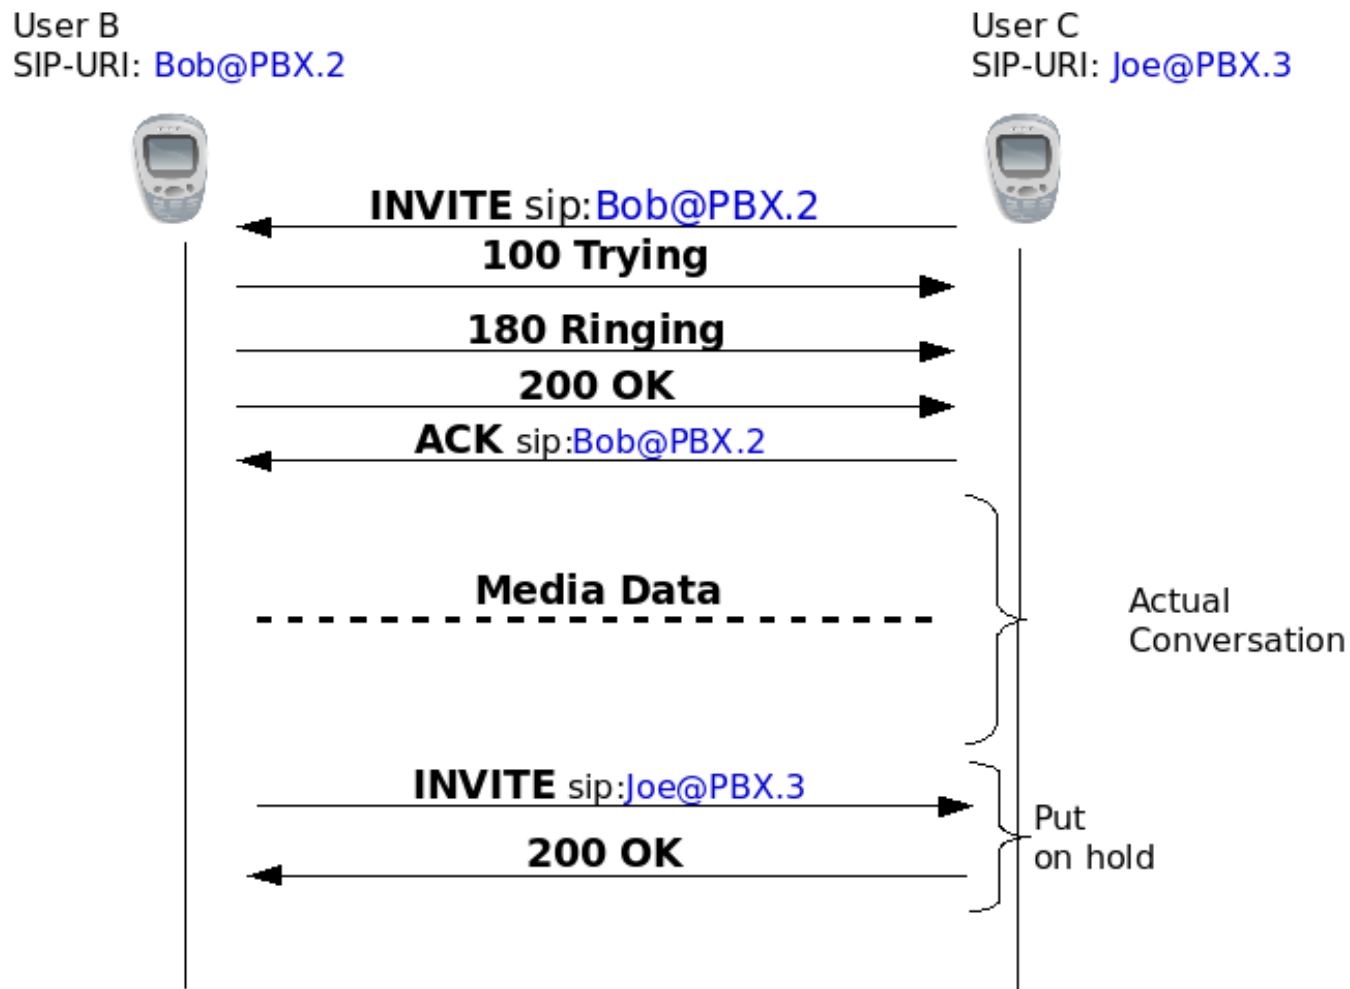 User B
SIP-URI: Bob@PBX.2
User C
SIP-URI: Joe@PBX.3
INVITE sip:Bob@PBX.2
100 Trying
180 Ringing
200 OK
ACK sip:Bob@PBX.2
Media Data
Actual
Conversation
INVITE sip:Joe@PBX.3
200 OK
Put
on hold